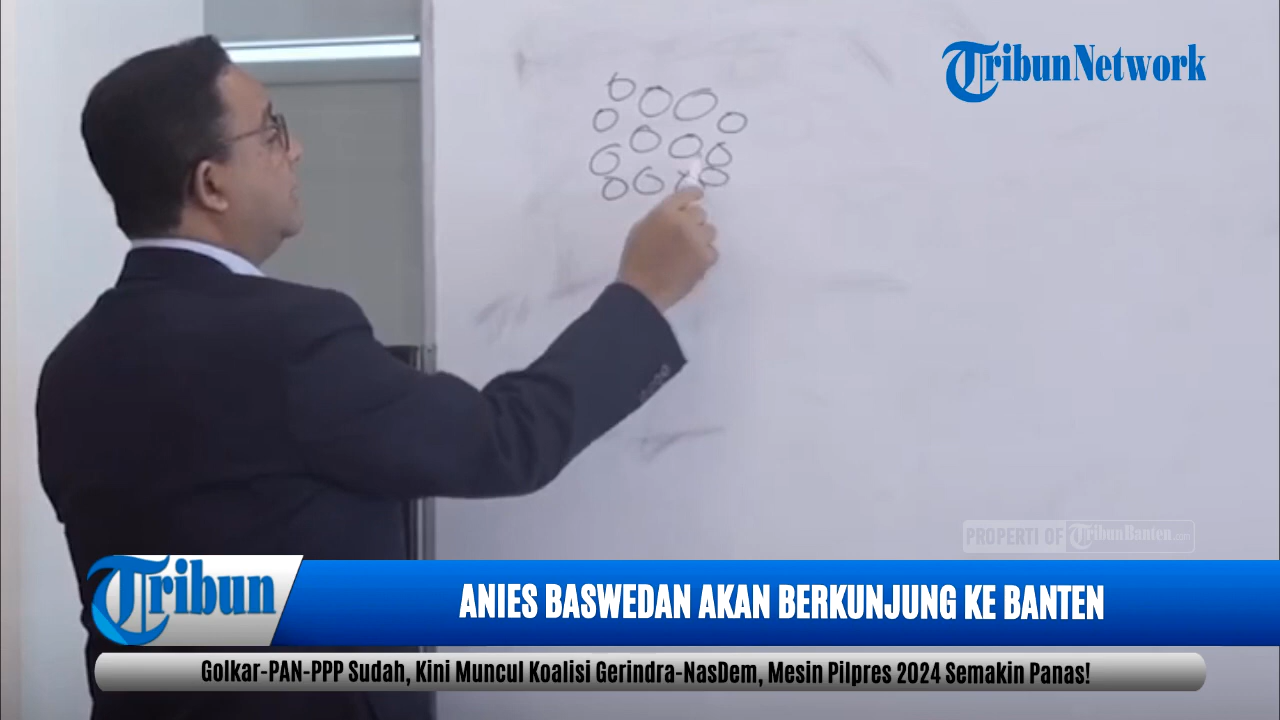 TribunNetwork
PROPERTI OF TribunBanten.com
Tribun
ANIES BASWEDAN AKAN BERKUNJUNG KE BANTEN
Golkar-PAN-PPP Sudah, Kini Muncul Koalisi Gerindra-NasDem, Mesin Pilpres 2024 Semakin Panas!